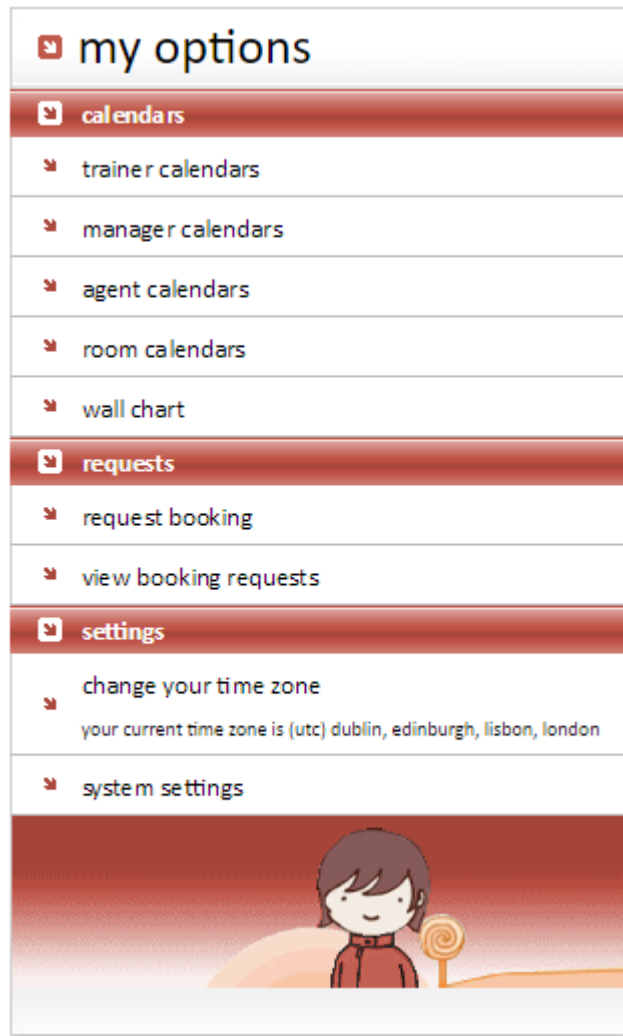 my options
calendars
trainer calendars
manager calendars
agent calendars
room calendars
wall chart
requests
request booking
view booking requests
settings
change your time zone
your current time zone is (utc) dublin, edinburgh, lisbon, london
system settings